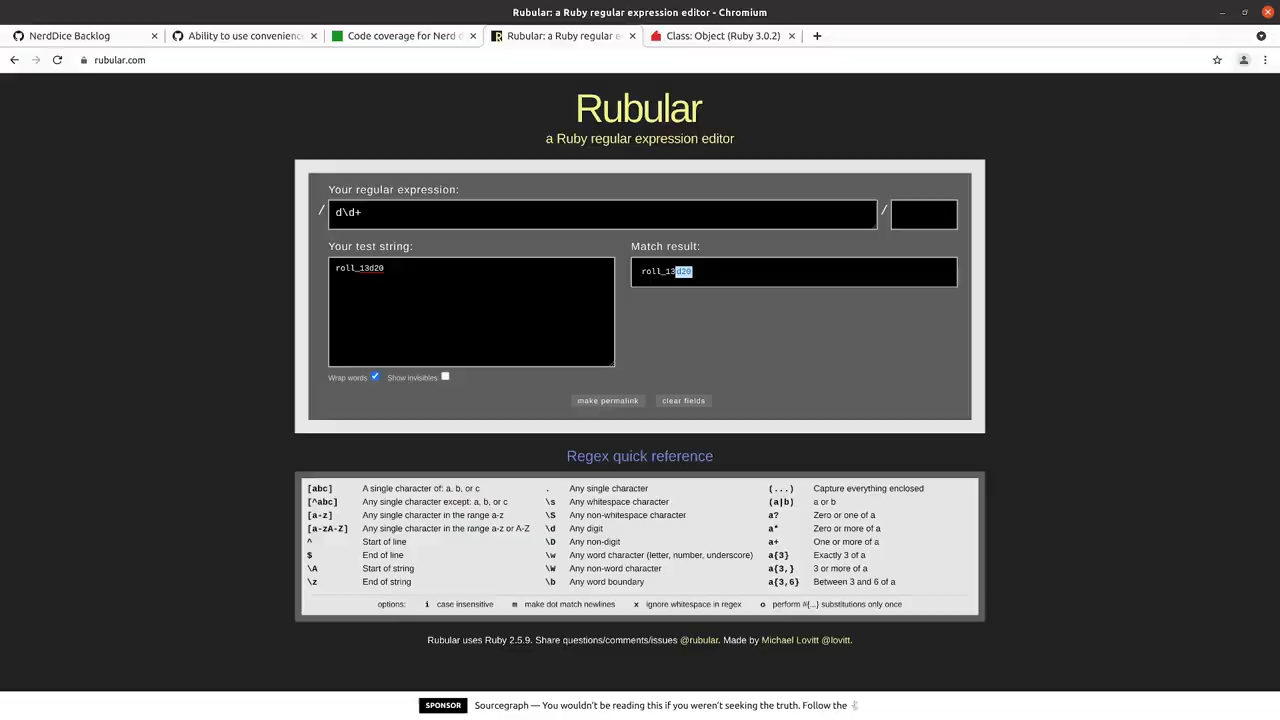 Rubular: a Ruby regular expression editor - Chromium
NerdDice Backlog
Ability to use convenienc
Code coverage for Nerd d
Rubular: a Ruby regular e
Class: Object (Ruby 3.0.2)
rubular.com
Rubular
a Ruby regular expression editor
Your regular expression:
/ d\d+ /
Your test string:
Match result:
roll_13d20
roll_13d20
Wrap words
Show invisibles
make permalink
clear fields
Regex quick reference
[abc] A single character of: a, b, or c . Any single character (...) Capture everything enclosed
[^abc] Any single character except: a, b, or c \s Any whitespace character (a|b) a or b
[a-z] Any single character in the range a-z \S Any non-whitespace character a? Zero or one of a
[a-zA-Z] Any single character in the range a-z or A-Z \d Any digit a* Zero or more of a
^ Start of line \D Any non-digit a+ One or more of a
$ End of line \w Any word character (letter, number, underscore) a{3} Exactly 3 of a
\A Start of string \W Any non-word character a{3,} 3 or more of a
\z End of string \b Any word boundary a{3,6} Between 3 and 6 of a
options: i case insensitive m make dot match newlines x ignore whitespace in regex o perform #{...} substitutions only once
Rubular uses Ruby 2.5.9. Share questions/comments/issues @rubular. Made by Michael Lovitt @lovitt.
SPONSOR Sourcegraph — You wouldn't be reading this if you weren't seeking the truth. Follow the 🐇